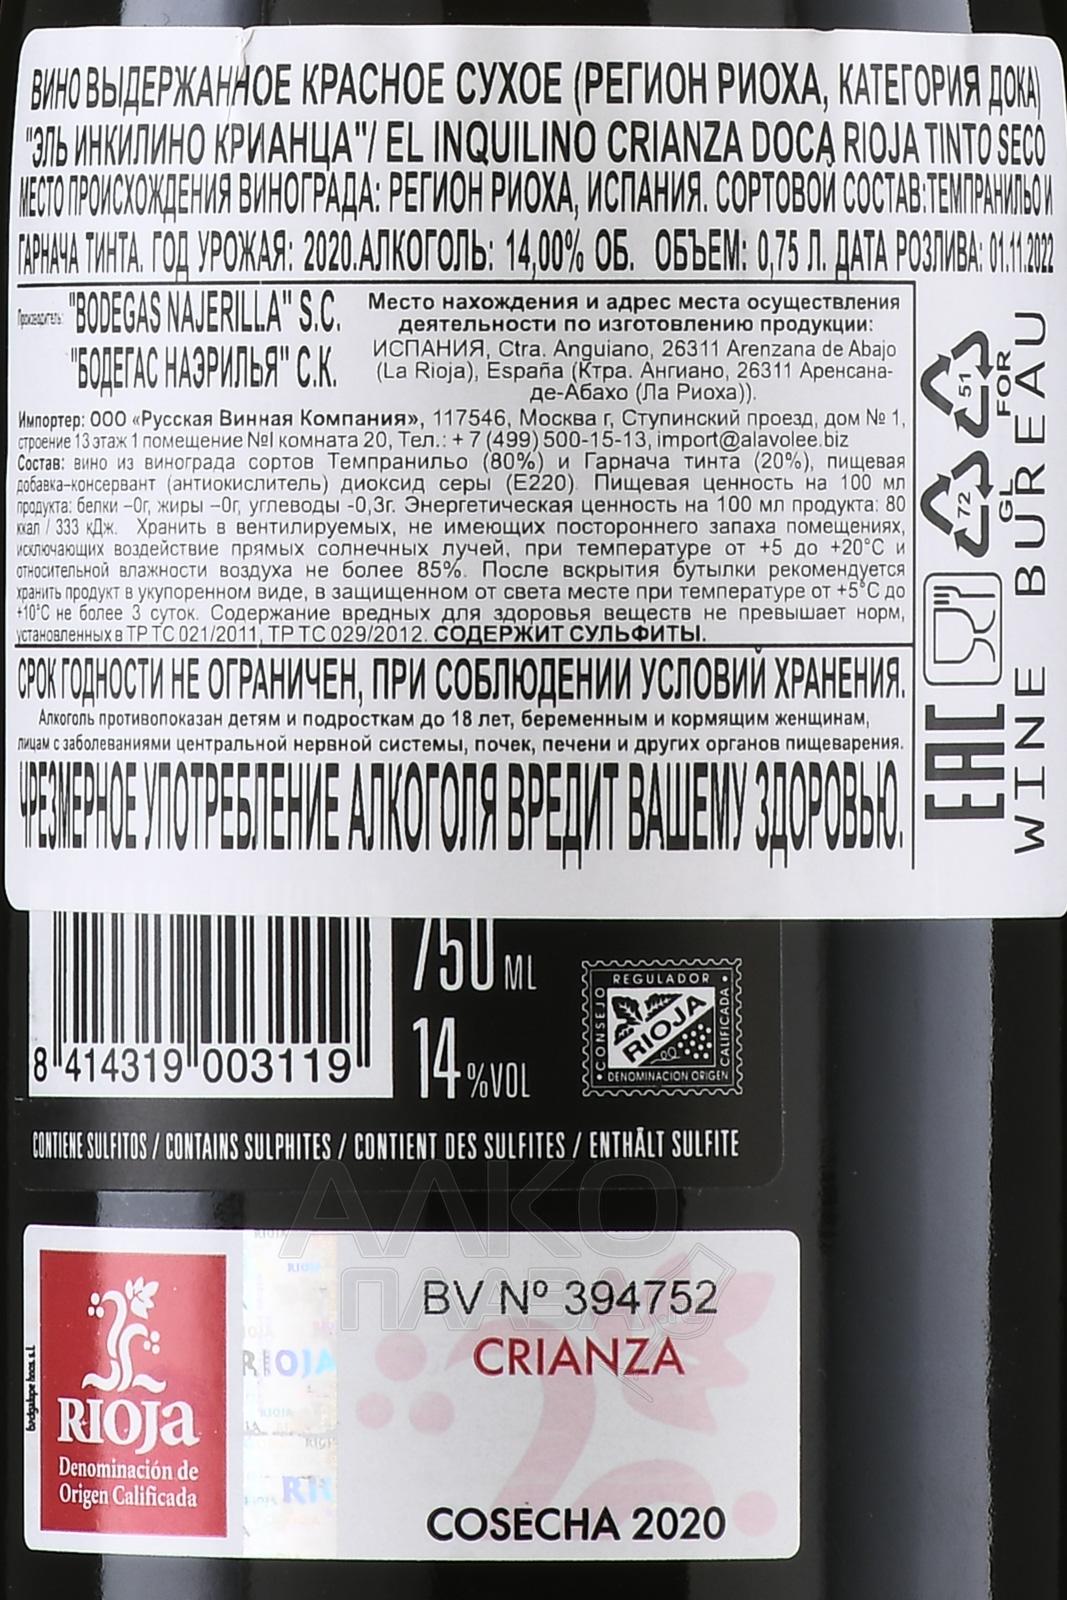 ВИНО ВЫДЕРЖАННОЕ КРАСНОЕ СУХОЕ (РЕГИОН РИОХА, КАТЕГОРИЯ ДОКА)
"ЭЛЬ ИНКИЛИНО КРИАНЦА"/ EL INQUILINO CRIANZA DOCA RIOJA TINTO SECO
МЕСТО ПРОИСХОЖДЕНИЯ ВИНОГРАДА: РЕГИОН РИОХА, ИСПАНИЯ. СОРТОВОЙ СОСТАВ:ТЕМПРАНИЛЬО И
ГАРНАЧА ТИНТА. ГОД УРОЖАЯ: 2020.АЛКОГОЛЬ: 14,00% ОБ. ОБЪЕМ: 0,75 Л. ДАТА РОЗЛИВА: 01.11.2022
Производитель: "BODEGAS NAJERILLA" S.C.
"БОДЕГАС НАЭРИЛЬЯ" С.К.
Место нахождения и адрес места осуществления
деятельности по изготовлению продукции:
ИСПАНИЯ, Ctra. Anguiano, 26311 Arenzana de Abajo
(La Rioja), España (Ктра. Ангиано, 26311 Аренсана-
де-Абахо (Ла Риоха)).
Импортер: ООО «Русская Винная Компания», 117546, Москва г, Ступинский проезд, дом № 1,
строение 13 этаж 1 помещение №I комната 20, Тел.: + 7 (499) 500-15-13, import@alavolee.biz
Состав: вино из винограда сортов Темпранильо (80%) и Гарнача тинта (20%), пищевая
добавка-консервант (антиокислитель) диоксид серы (Е220). Пищевая ценность на 100 мл
продукта: белки –0г, жиры –0г, углеводы -0,3г. Энергетическая ценность на 100 мл продукта: 80
ккал / 333 кДж. Хранить в вентилируемых, не имеющих постороннего запаха помещениях,
исключающих воздействие прямых солнечных лучей, при температуре от +5 до +20°С и
относительной влажности воздуха не более 85%. После вскрытия бутылки рекомендуется
хранить продукт в укупоренном виде, в защищенном от света месте при температуре от +5°С до
+10°С не более 3 суток. Содержание вредных для здоровья веществ не превышает норм,
установленных в ТР ТС 021/2011, ТР ТС 029/2012. СОДЕРЖИТ СУЛЬФИТЫ.
СРОК ГОДНОСТИ НЕ ОГРАНИЧЕН, ПРИ СОБЛЮДЕНИИ УСЛОВИЙ ХРАНЕНИЯ.
Алкоголь противопоказан детям и подросткам до 18 лет, беременным и кормящим женщинам,
лицам с заболеваниями центральной нервной системы, почек, печени и других органов пищеварения.
ЧРЕЗМЕРНОЕ УПОТРЕБЛЕНИЕ АЛКОГОЛЯ ВРЕДИТ ВАШЕМУ ЗДОРОВЬЮ.
51
FOR
72
GL
EAC
WINE BUREAU
750 ML
14 %VOL
8 414319 003119
CONSEJO REGULADOR
RIOJA
CALIFICADA
DENOMINACION ORIGEN
CONTIENE SULFITOS / CONTAINS SULPHITES / CONTIENT DES SULFITES / ENTHÄLT SULFITE
АЛКО
ПЛАВА
BV Nº 394752
CRIANZA
COSECHA 2020
RIOJA
RIOJA
Denominación de
Origen Calificada